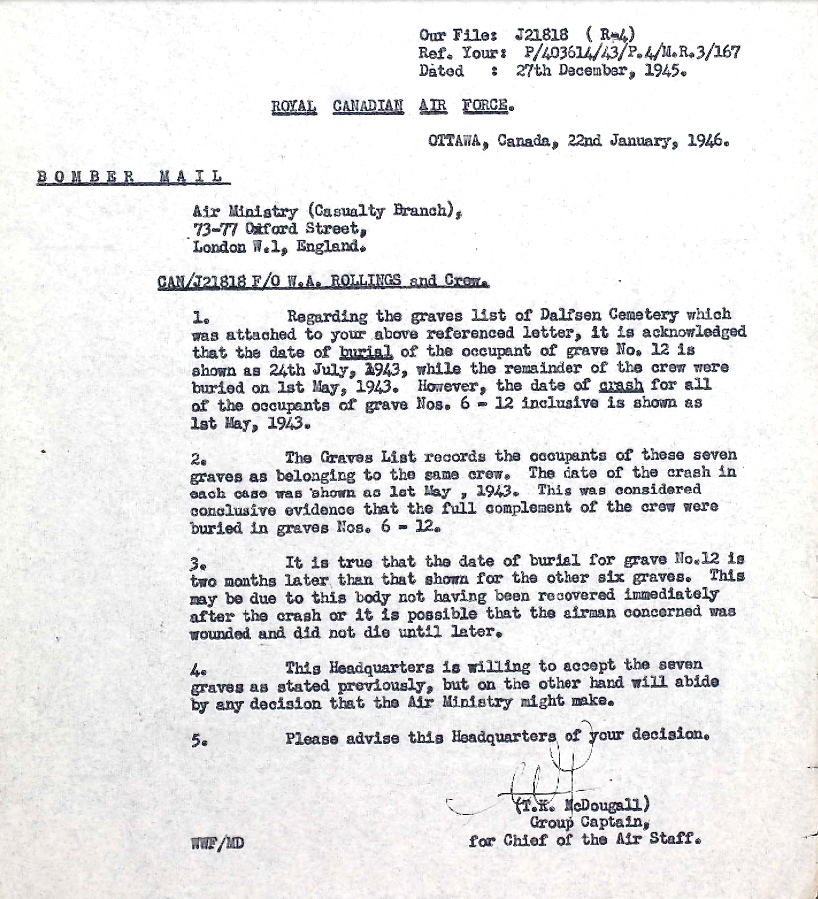 Our File: J21818 ( R-4)
Ref. Your: P/403614/43/P.4/M.R.3/167
Dated : 27th December, 1945.
ROYAL CANADIAN AIR FORCE.
OTTAWA, Canada, 22nd January, 1946.
BOMBER MAIL
Air Ministry (Casualty Branch),
73-77 Oxford Street,
London W.1, England.
CAN/J21818 F/O W.A. ROLLINGS and Crew.
1. Regarding the graves list of Dalfsen Cemetery which
was attached to your above referenced letter, it is acknowledged
that the date of burial of the occupant of grave No. 12 is
shown as 24th July, 1943, while the remainder of the crew were
buried on 1st May, 1943. However, the date of crash for all
of the occupants of grave Nos. 6 - 12 inclusive is shown as
1st May, 1943.
2. The Graves List records the occupants of these seven
graves as belonging to the same crew. The date of the crash in
each case was shown as 1st May , 1943. This was considered
conclusive evidence that the full complement of the crew were
buried in graves Nos. 6 - 12.
3. It is true that the date of burial for grave No.12 is
two months later than that shown for the other six graves. This
may be due to this body not having been recovered immediately
after the crash or it is possible that the airman concerned was
wounded and did not die until later.
4. This Headquarters is willing to accept the seven
graves as stated previously, but on the other hand will abide
by any decision that the Air Ministry might make.
5. Please advise this Headquarters of your decision.
(T.K. McDougall)
Group Captain,
for Chief of the Air Staff.
WWF/MD